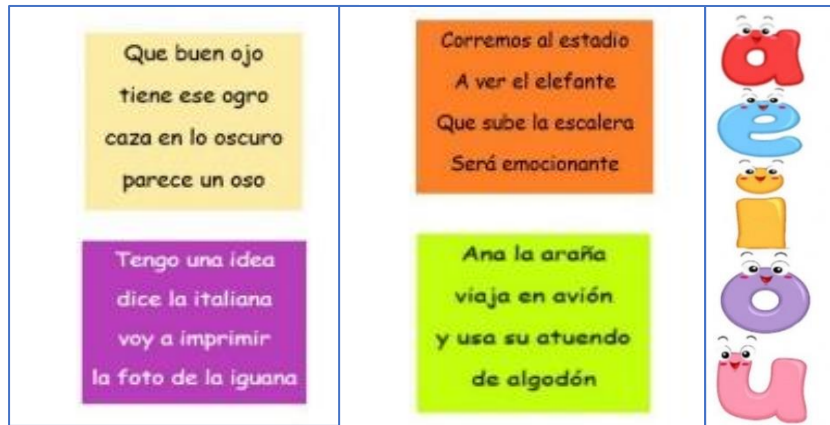 Que buen ojo
tiene ese ogro
caza en lo oscuro
parece un oso
Tengo una idea
dice la italiana
voy a imprimir
la foto de la iguana
Corremos al estadio
A ver el elefante
Que sube la escalera
Será emocionante
Ana la araña
viaja en avión
y usa su atuendo
de algodón
a
e
i
o
u